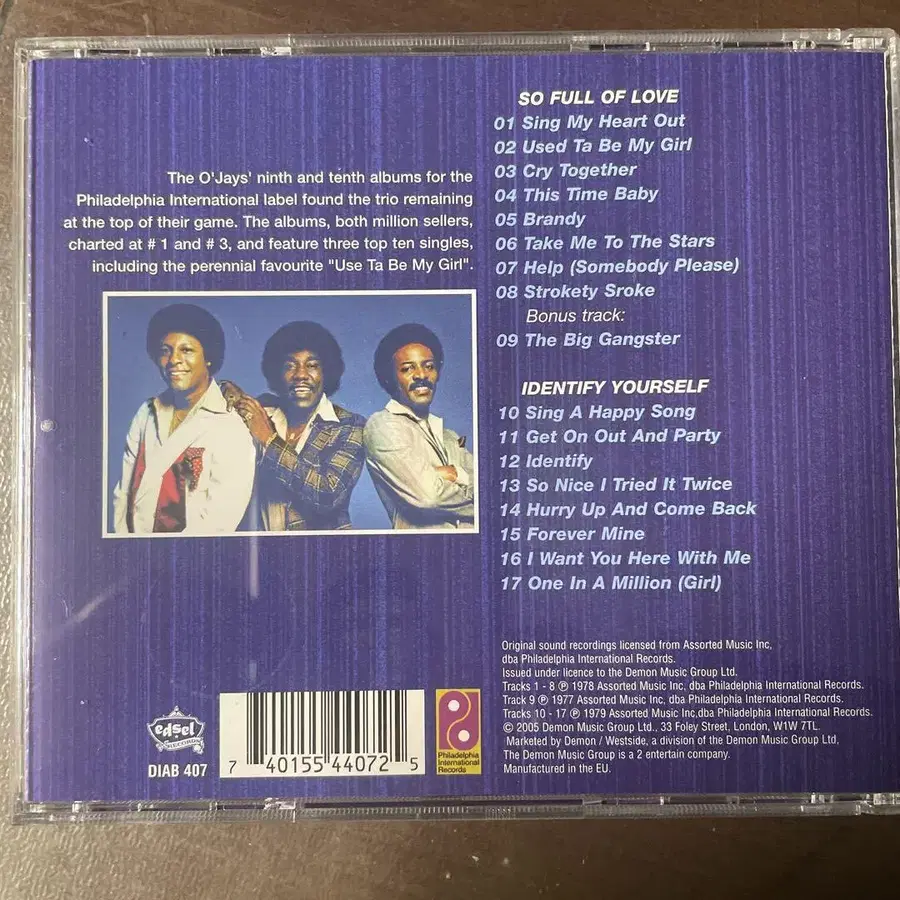 The O'Jays' ninth and tenth albums for the
Philadelphia International label found the trio remaining
at the top of their game. The albums, both million sellers,
charted at # 1 and # 3, and feature three top ten singles,
including the perennial favourite "Use Ta Be My Girl".
SO FULL OF LOVE
01 Sing My Heart Out
02 Used Ta Be My Girl
03 Cry Together
04 This Time Baby
05 Brandy
06 Take Me To The Stars
07 Help (Somebody Please)
08 Strokety Sroke
Bonus track:
09 The Big Gangster
IDENTIFY YOURSELF
10 Sing A Happy Song
11 Get On Out And Party
12 Identify
13 So Nice I Tried It Twice
14 Hurry Up And Come Back
15 Forever Mine
16 I Want You Here With Me
17 One In A Million (Girl)
Original sound recordings licensed from Assorted Music Inc,
dba Philadelphia International Records.
Issued under licence to the Demon Music Group Ltd.
Tracks 1 - 8 ℗ 1978 Assorted Music Inc, dba Philadelphia International Records.
Track 9 ℗ 1977 Assorted Music Inc, dba Philadelphia International Records.
Tracks 10 - 17 ℗ 1979 Assorted Music Inc,dba Philadelphia International Records.
© 2005 Demon Music Group Ltd., 33 Foley Street, London, W1W 7TL.
Marketed by Demon / Westside, a division of the Demon Music Group Ltd,
The Demon Music Group is a 2 entertain company.
Manufactured in the EU.
edsel
RECORDS
DIAB 407
7 40155 44072 5
Philadelphia
International
Records